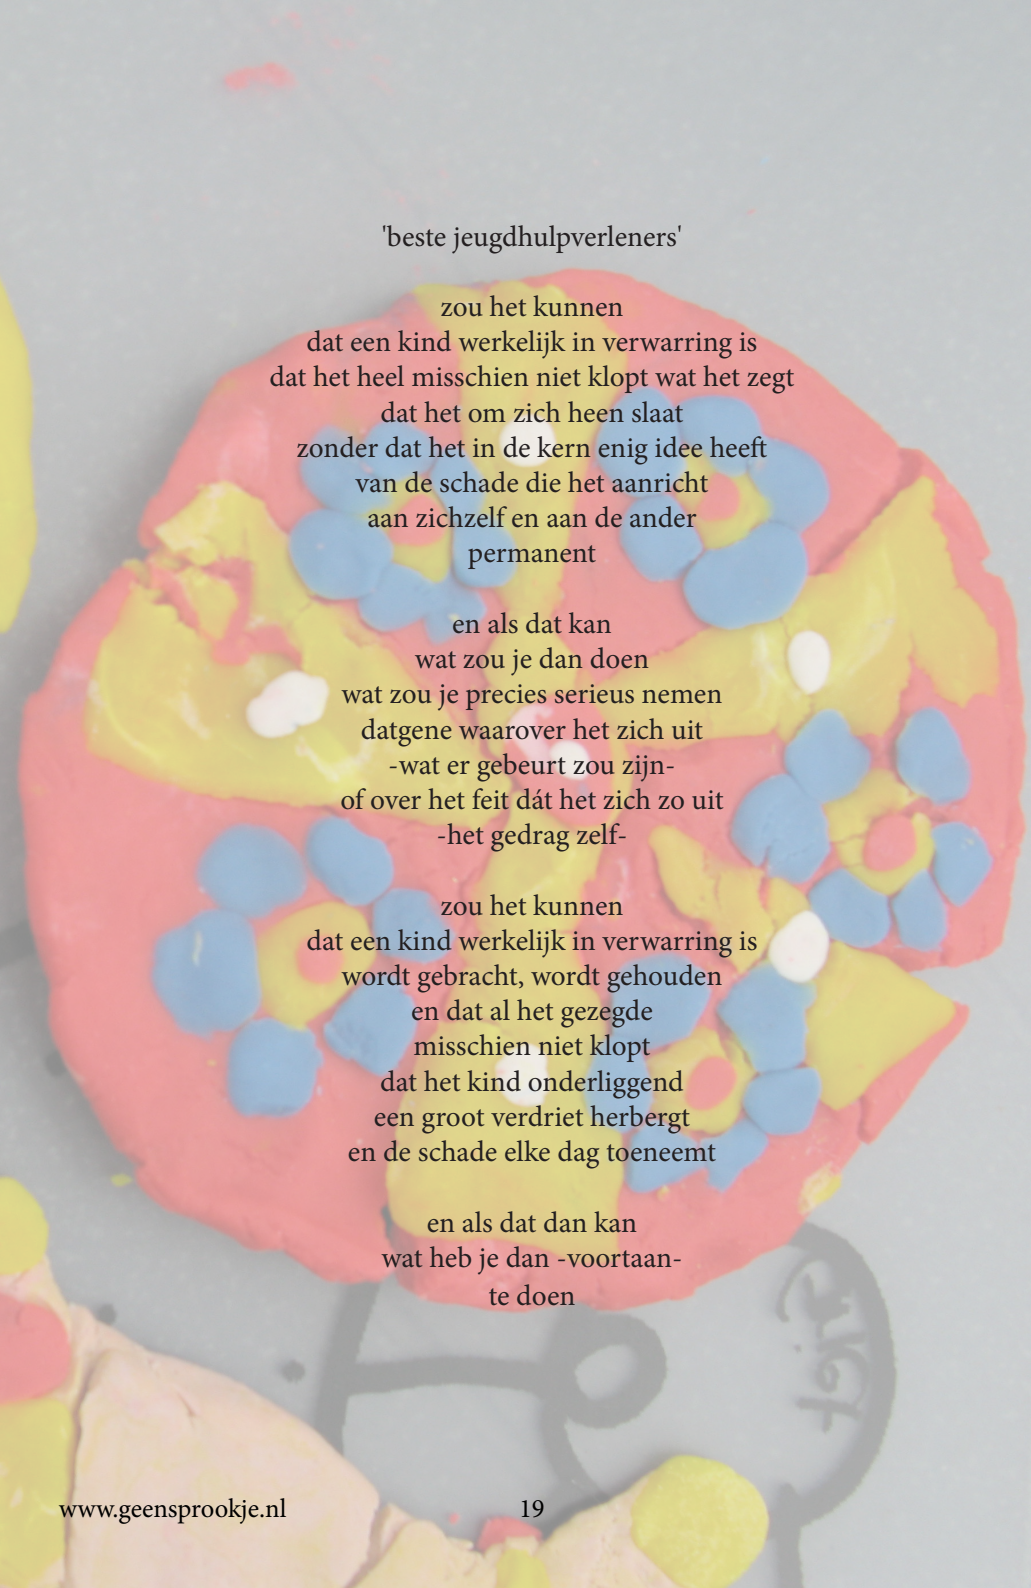 'beste jeugdhulpverleners'
zou het kunnen
dat een kind werkelijk in verwarring is
dat het heel misschien niet klopt wat het zegt
dat het om zich heen slaat
zonder dat het in de kern enig idee heeft
van de schade die het aanricht
aan zichzelf en aan de ander
permanent
en als dat kan
wat zou je dan doen
wat zou je precies serieus nemen
datgene waarover het zich uit
-wat er gebeurt zou zijn-
of over het feit dát het zich zo uit
-het gedrag zelf-
zou het kunnen
dat een kind werkelijk in verwarring is
wordt gebracht, wordt gehouden
en dat al het gezegde
misschien niet klopt
dat het kind onderliggend
een groot verdriet herbergt
en de schade elke dag toeneemt
en als dat dan kan
wat heb je dan -voortaan-
te doen
www.geensprookje.nl
19